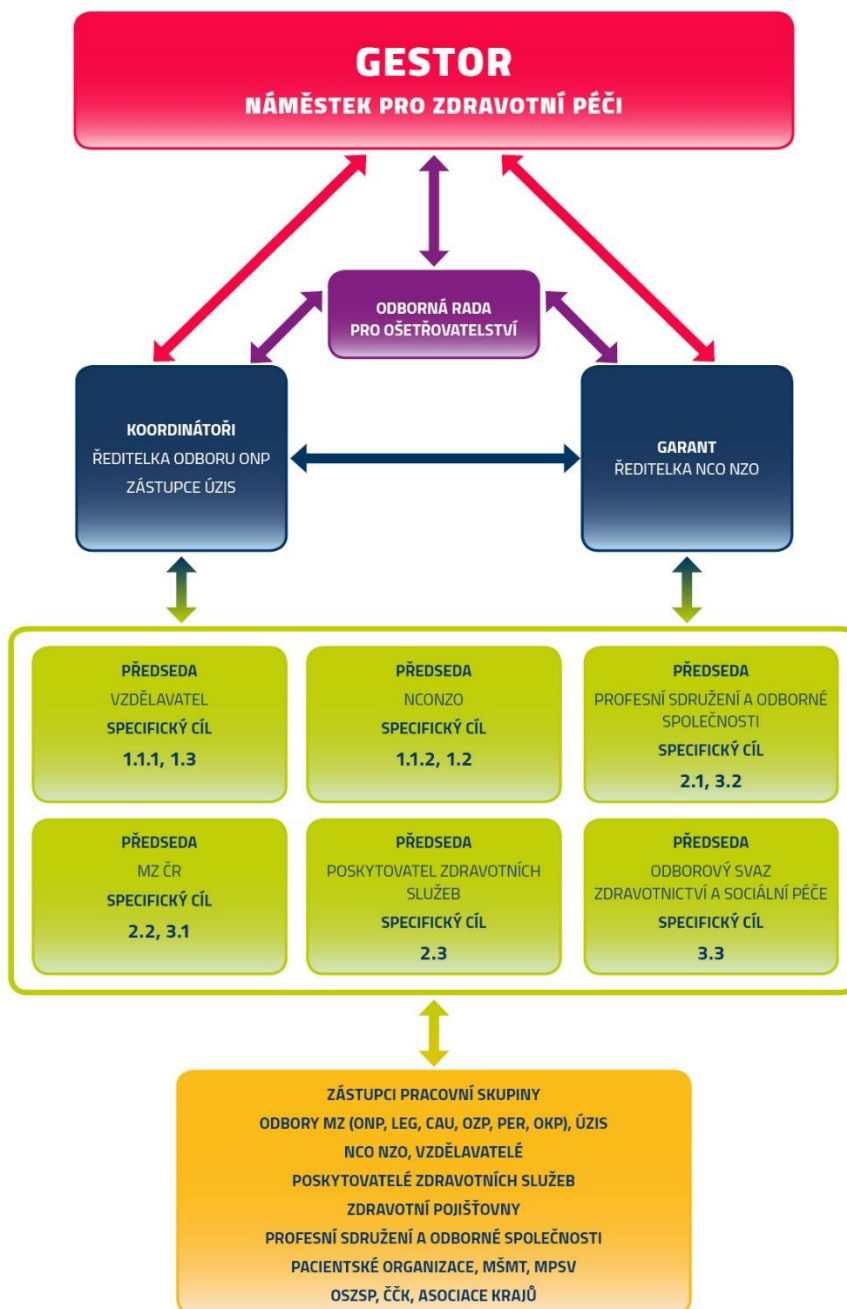 GESTOR
NÁMĚSTEK PRO ZDRAVOTNÍ PÉČI
ODBORNÁ RADA
PRO OŠETŘOVATELSTVÍ
KOORDINÁTOŘI
ŘEDITELKA ODBORU ONP
ZÁSTUPCE ÚZIS
GARANT
ŘEDITELKA NCO NZO
PŘEDSEDA
VZDĚLAVATEL
SPECIFICKÝ CÍL
1.1.1, 1.3
PŘEDSEDA
NCONZO
SPECIFICKÝ CÍL
1.1.2, 1.2
PŘEDSEDA
PROFESNÍ SDRUŽENÍ A ODBORNÉ
SPOLEČNOSTI
SPECIFICKÝ CÍL
2.1, 3.2
PŘEDSEDA
MZ ČR
SPECIFICKÝ CÍL
2.2, 3.1
PŘEDSEDA
POSKYTOVATEL ZDRAVOTNÍCH
SLUŽEB
SPECIFICKÝ CÍL
2.3
PŘEDSEDA
ODBOROVÝ SVAZ
ZDRAVOTNICTVÍ A SOCIÁLNÍ PÉČE
SPECIFICKÝ CÍL
3.3
ZÁSTUPCI PRACOVNÍ SKUPINY
ODBORY MZ (ONP, LEG, CAU, OZP, PER, OKP), ÚZIS
NCO NZO, VZDĚLAVATELÉ
POSKYTOVATELÉ ZDRAVOTNÍCH SLUŽEB
ZDRAVOTNÍ POJIŠŤOVNY
PROFESNÍ SDRUŽENÍ A ODBORNÉ SPOLEČNOSTI
PACIENTSKÉ ORGANIZACE, MŠMT, MPSV
OSZSP, ČČK, ASOCIACE KRAJŮ